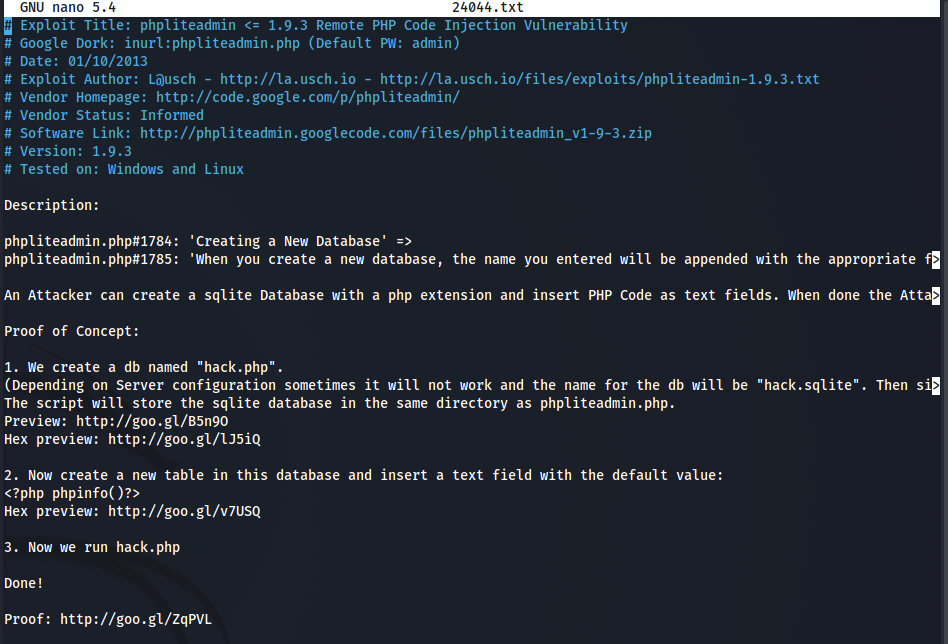 GNU nano 5.4 24044.txt
# Exploit Title: phpliteadmin <= 1.9.3 Remote PHP Code Injection Vulnerability
# Google Dork: inurl:phpliteadmin.php (Default PW: admin)
# Date: 01/10/2013
# Exploit Author: L@usch - http://la.usch.io - http://la.usch.io/files/exploits/phpliteadmin-1.9.3.txt
# Vendor Homepage: http://code.google.com/p/phpliteadmin/
# Vendor Status: Informed
# Software Link: http://phpliteadmin.googlecode.com/files/phpliteadmin_v1-9-3.zip
# Version: 1.9.3
# Tested on: Windows and Linux
Description:
phpliteadmin.php#1784: 'Creating a New Database' =>
phpliteadmin.php#1785: 'When you create a new database, the name you entered will be appended with the appropriate f>
An Attacker can create a sqlite Database with a php extension and insert PHP Code as text fields. When done the Atta>
Proof of Concept:
1. We create a db named "hack.php".
(Depending on Server configuration sometimes it will not work and the name for the db will be "hack.sqlite". Then si>
The script will store the sqlite database in the same directory as phpliteadmin.php.
Preview: http://goo.gl/B5n9O
Hex preview: http://goo.gl/lJ5iQ
2. Now create a new table in this database and insert a text field with the default value:
<?php phpinfo()?>
Hex preview: http://goo.gl/v7USQ
3. Now we run hack.php
Done!
Proof: http://goo.gl/ZqPVL